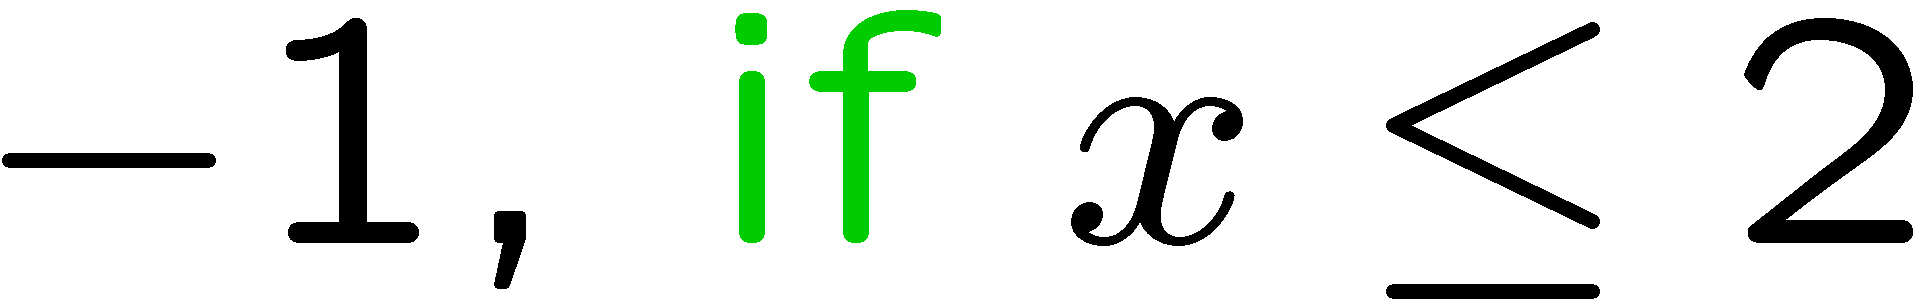 −1, if x ≤ 2